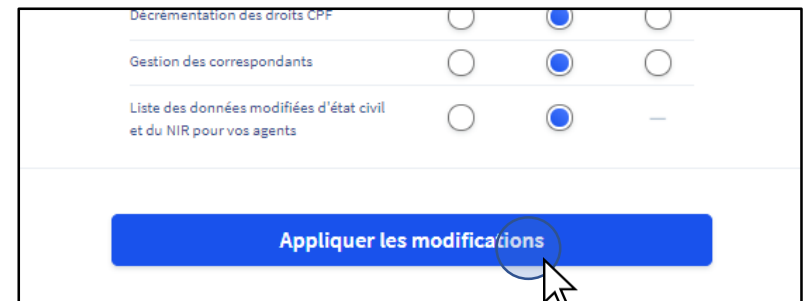 Décrémentation des droits CPF
Gestion des correspondants
Liste des données modifiées d'état civil
et du NIR pour vos agents
Appliquer les modifications